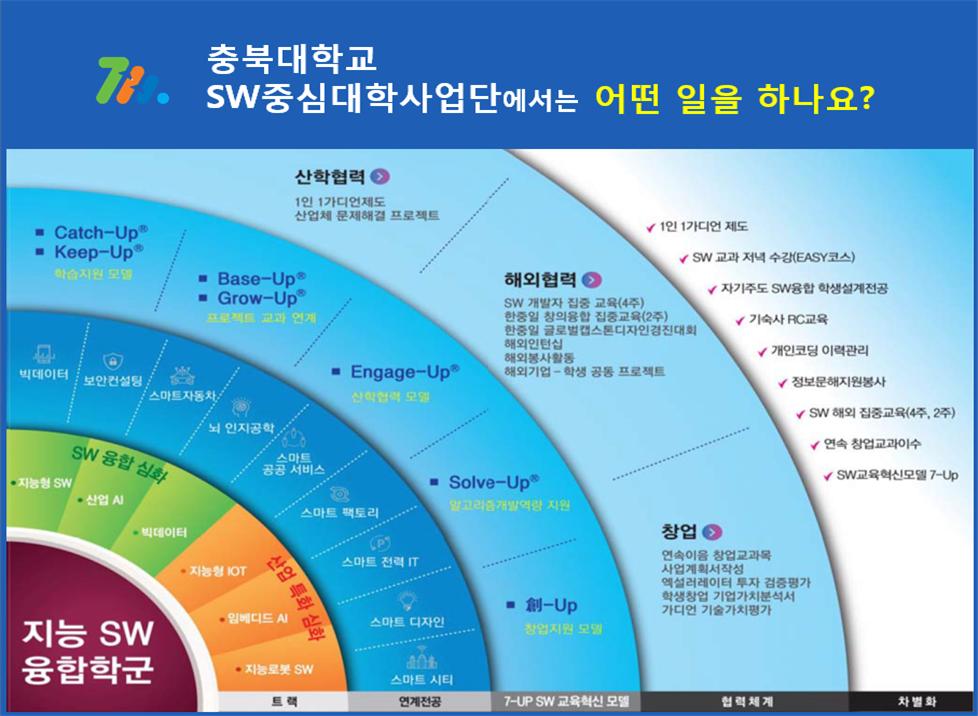 충북대학교
SW중심대학사업단에서는 어떤 일을 하나요?
산학협력
1인 1가디언제도
산업체 문제해결 프로젝트
해외협력
SW 개발자 집중 교육(4주)
한중일 창의융합 집중교육(2주)
한중일 글로벌캡스톤디자인경진대회
해외인턴십
해외봉사활동
해외기업 – 학생 공동 프로젝트
창업
연속이음 창업교과목
사업계획서작성
엑설러레이터 투자 검증평가
학생창업 기업가치분석서
가디언 기술가치평가
1인 1가디언 제도
SW 교과 저녁 수강(EASY코스)
자기주도 SW융합 학생설계전공
기숙사 RC교육
개인코딩 이력관리
정보문해지원봉사
SW 해외 집중교육(4주, 2주)
연속 창업교과이수
SW교육혁신모델 7-Up
Catch-Up®
Keep-Up®
학습지원 모델
Base-Up®
Grow-Up®
프로젝트 교과 연계
Engage-Up®
산학협력 모델
Solve-Up®
알고리즘개발역량 지원
創-Up
창업지원 모델
빅데이터
보안컨설팅
스마트자동차
뇌 인지공학
스마트
공공 서비스
스마트 팩토리
스마트 전력 IT
스마트 디자인
스마트 시티
SW 융합 심화
지능형 SW
산업 AI
빅데이터
산업 특화 심화
지능형 IOT
임베디드 AI
지능로봇 SW
지능 SW
융합학군
트랙
연계전공
7-UP SW 교육혁신 모델
협력체계
차별화